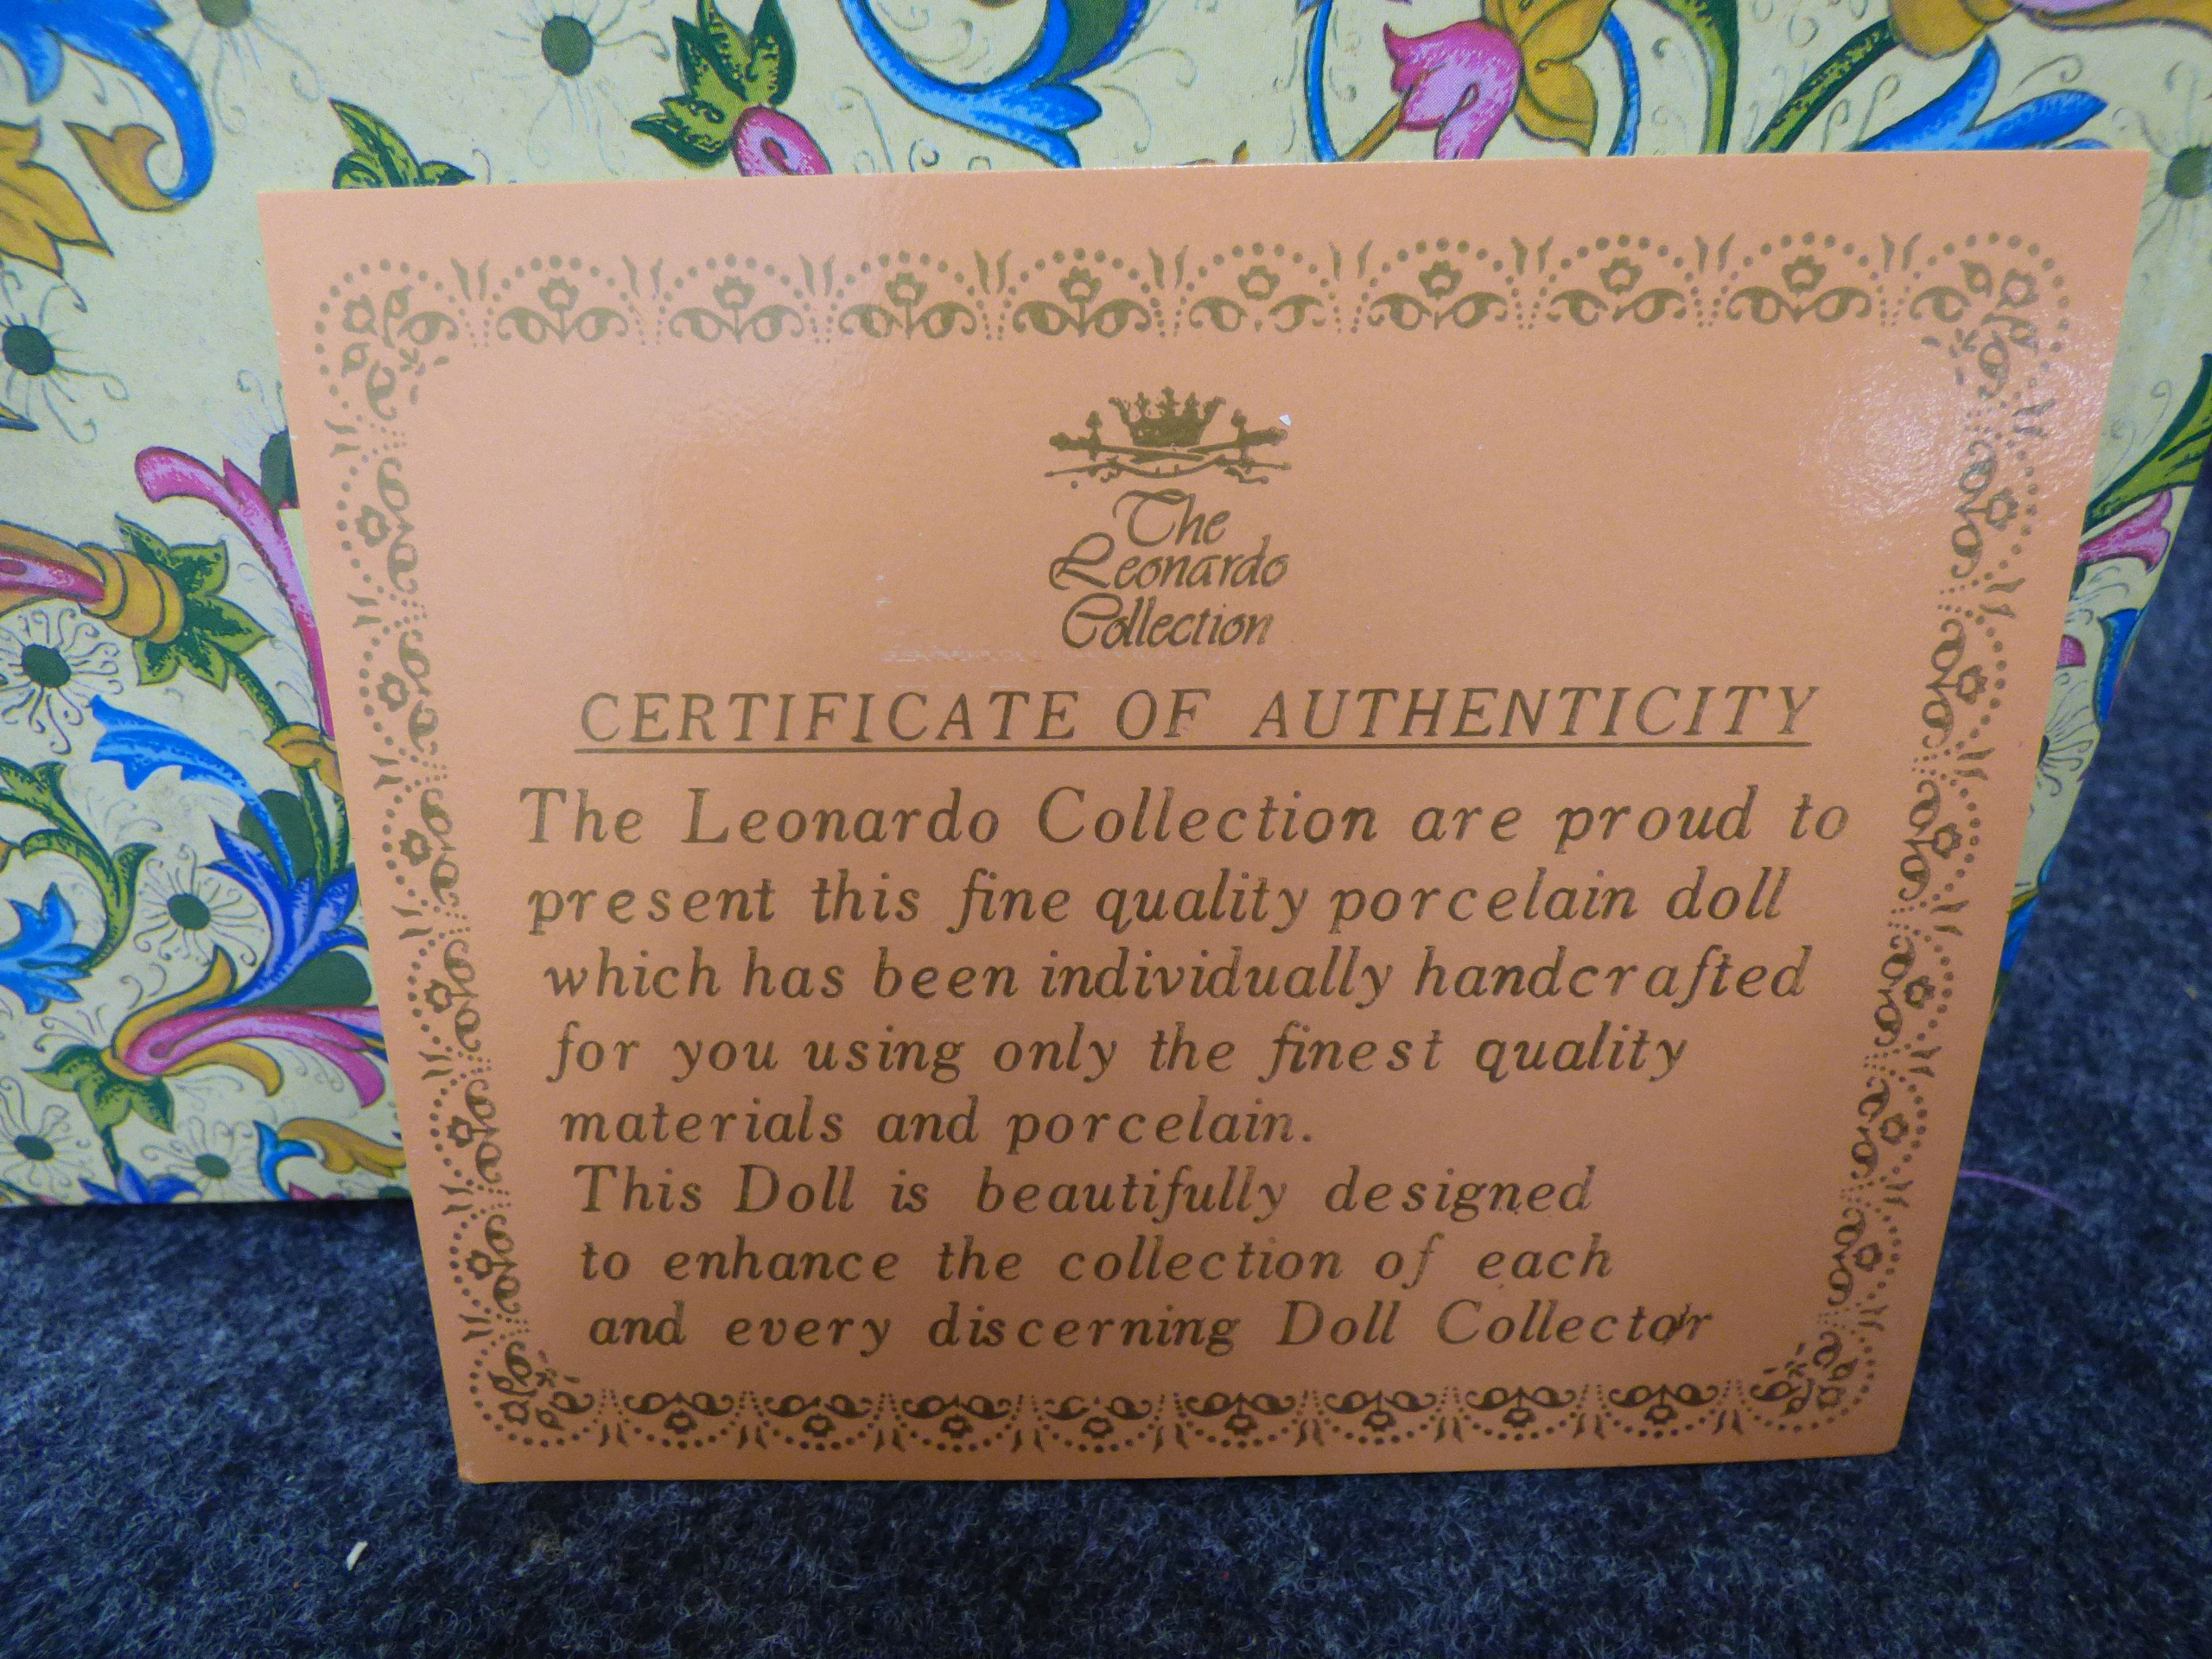 The
Leonardo
Collection
CERTIFICATE OF AUTHENTICITY
The Leonardo Collection are proud to
present this fine quality porcelain doll
which has been individually handcrafted
for you using only the finest quality
materials and porcelain.
This Doll is beautifully designed
to enhance the collection of each
and every discerning Doll Collector